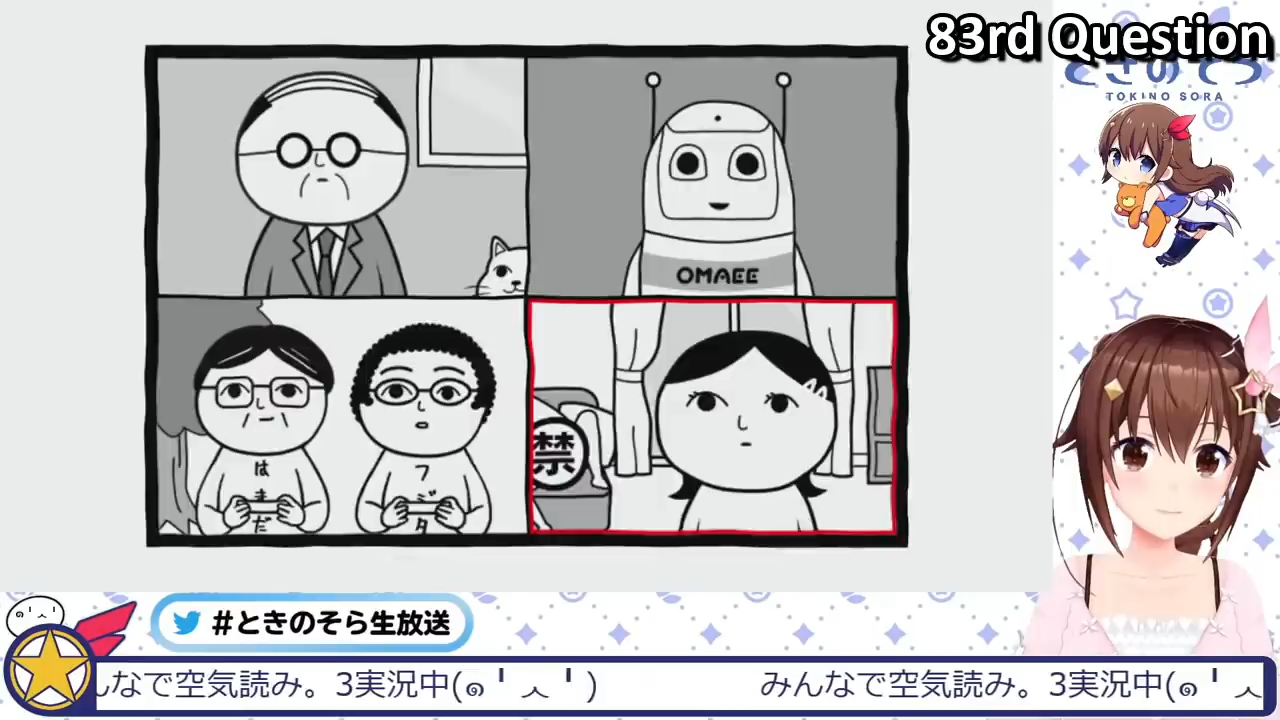 83rd Question
ときのそら
TOKINO SORA
OMAEE
はまだ
フジタ
禁
#ときのそら生放送
んなで空気読み。3実況中(๑╹ᆺ╹)
みんなで空気読み。3実況中(๑╹ᆺ